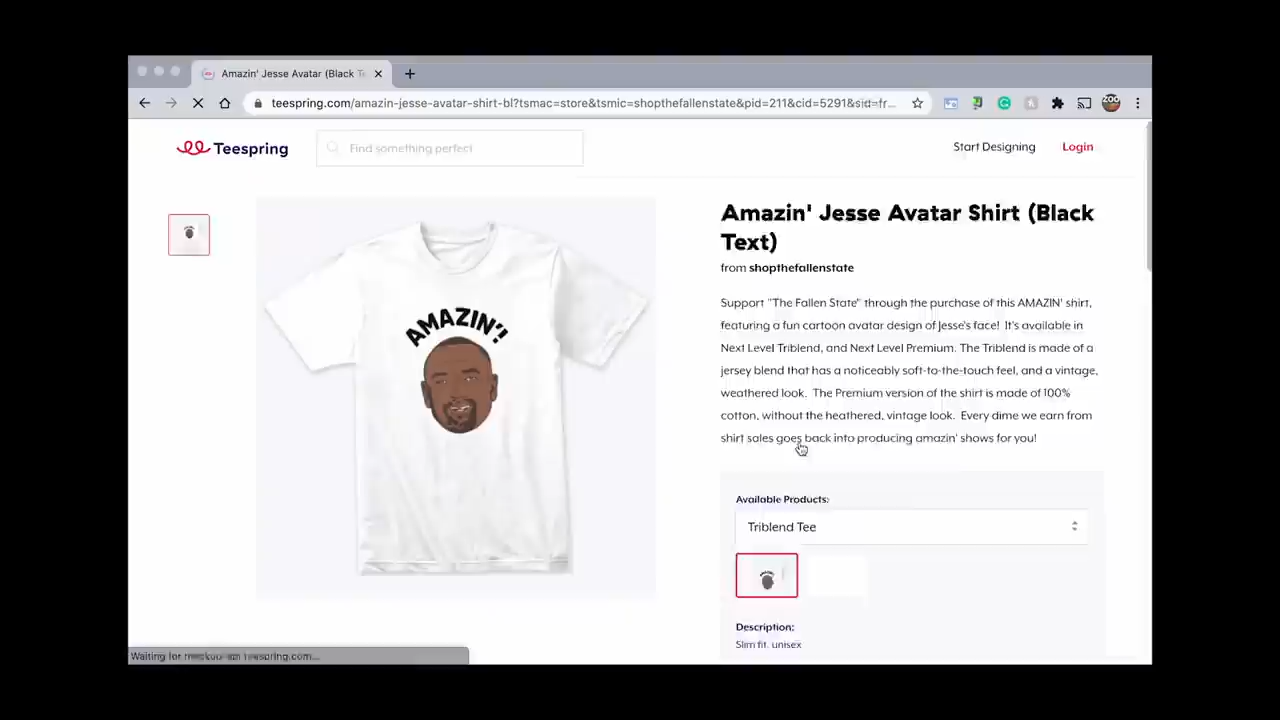 Amazin' Jesse Avatar (Black T
teespring.com/amazin-jesse-avatar-shirt-bl?tsmac=store&tsmic=shopthefallenstate&pid=211&cid=5291&sid=fr...
ZOO
Teespring
Find something perfect
Start Designing
Login
Amazin' Jesse Avatar Shirt (Black
Text)
from shopthefallenstate
AMAZIN'!
Support "The Fallen State" through the purchase of this AMAZIN' shirt,
featuring a fun cartoon avatar design of Jesse's face! It's available in
Next Level Triblend, and Next Level Premium. The Triblend is made of a
jersey blend that has a noticeably soft-to-the-touch feel, and a vintage,
weathered look. The Premium version of the shirt is made of 100%
cotton, without the heathered, vintage look. Every dime we earn from
shirt sales goes back into producing amazin' shows for you!
Available Products:
Triblend Tee
Description:
Slim fit, unisex
Waiting for teespring.com...